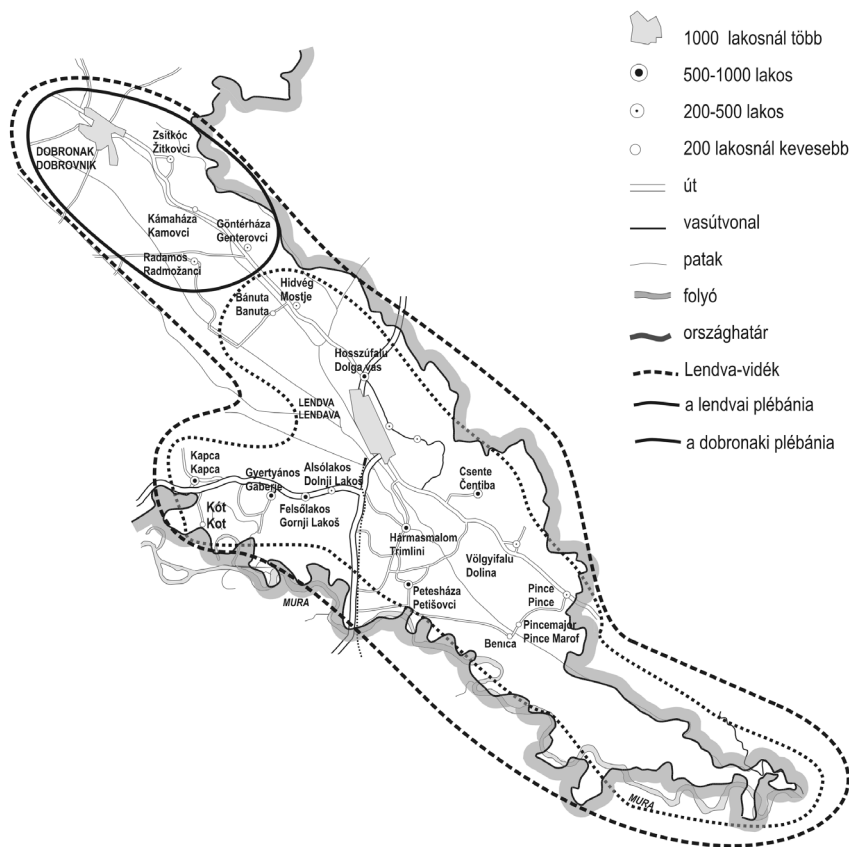 1000 lakosnál több
500-1000 lakos
200-500 lakos
200 lakosnál kevesebb
út
vasútvonal
patak
folyó
országhatár
Lendva-vidék
a lendvai plébánia
a dobronaki plébánia
DOBRONAK
DOBROVNIK
Zsitkóc
Žitkovci
Kámaháza
Kamovci
Göntérháza
Genterovci
Radamos
Radmožanci
Hidvég
Mostje
Bánuta
Banuta
Hosszúfalu
Dolga vas
LENDVA
LENDAVA
Kapca
Kapca
Gyertyános
Gaberje
Alsólakos
Dolnji Lakoš
Felsőlakos
Gornji Lakoš
Kót
Kot
Csente
Čentiba
Hármasmalom
Trimlini
Völgyifalu
Dolina
Petesháza
Petišovci
Pince
Pince
Pincemajor
Pince Marof
Benica
MURA
MURA